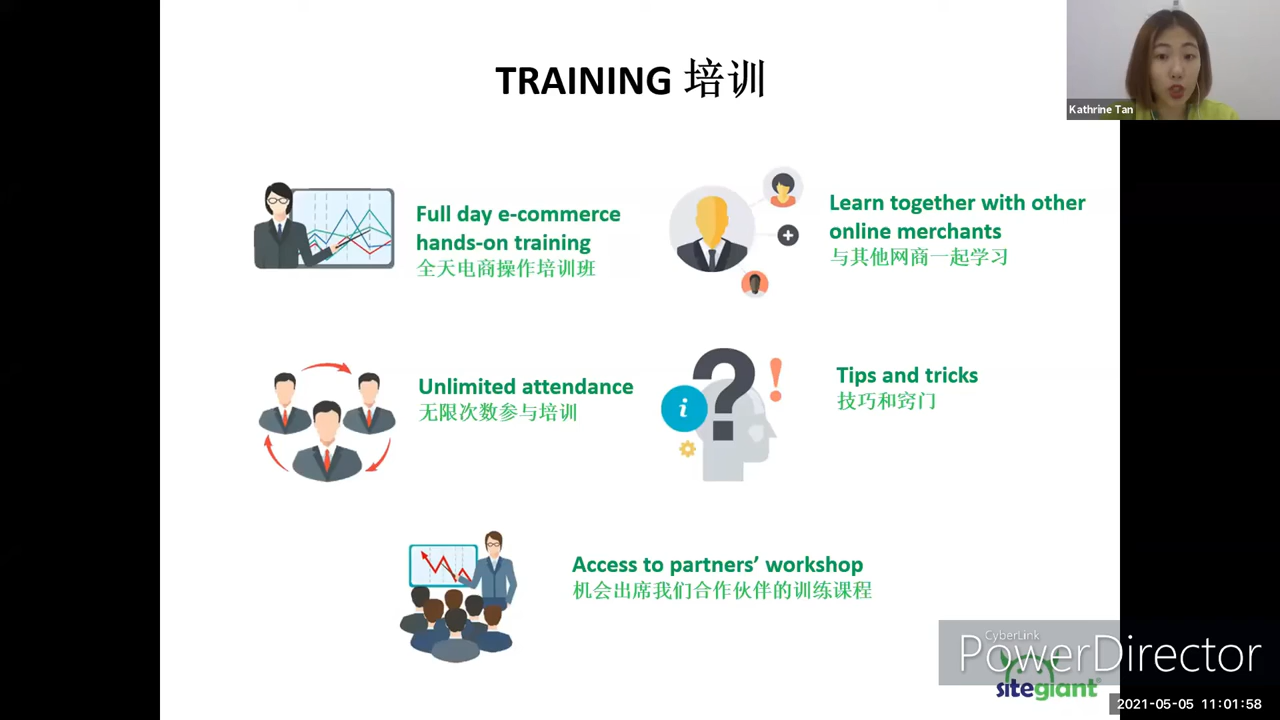 TRAINING 培训
Kathrine Tan
Full day e-commerce
hands-on training
全天电商操作培训班
Learn together with other
online merchants
与其他网商一起学习
Unlimited attendance
无限次数参与培训
i
?
!
Tips and tricks
技巧和窍门
Access to partners’ workshop
机会出席我们合作伙伴的训练课程
CyberLink
PowerDirector
sitegiant
2021-05-05 11:01:58